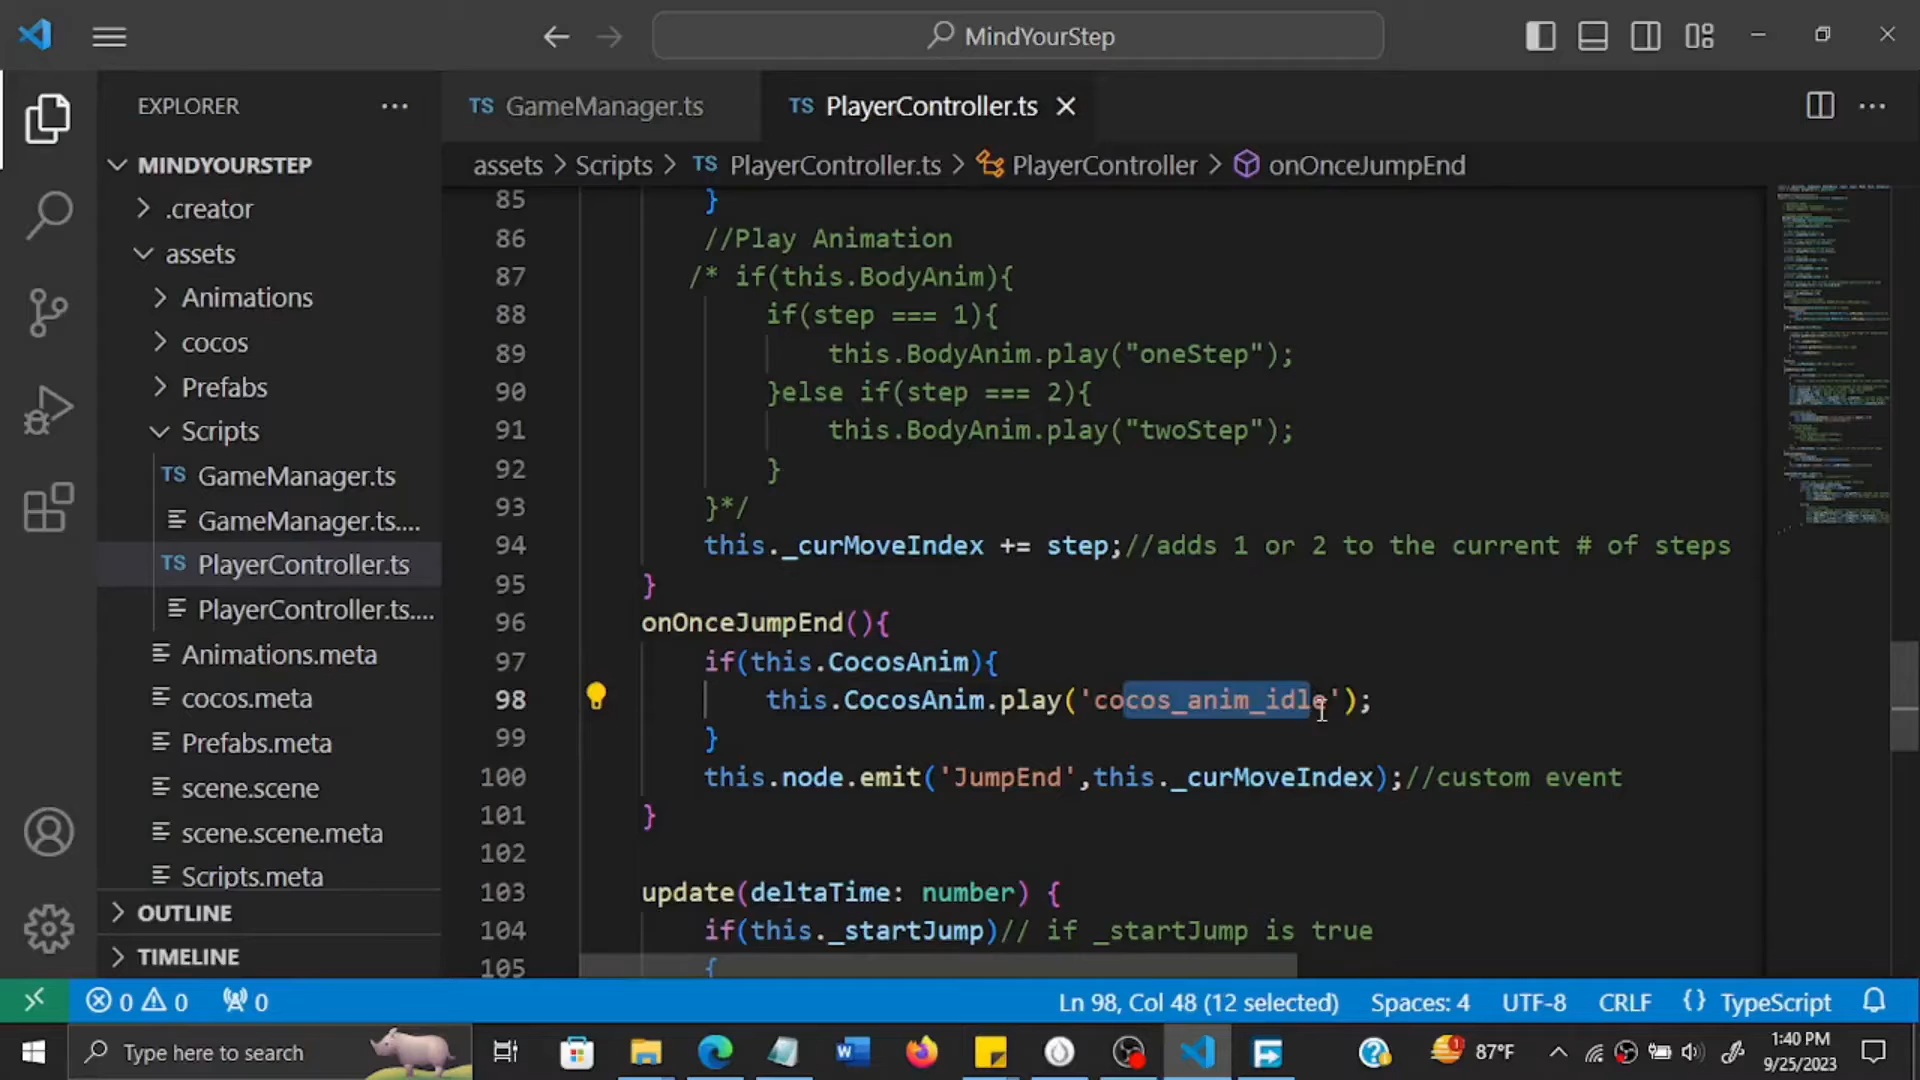 MindYourStep
EXPLORER
GameManager.ts
PlayerController.ts
assets > Scripts > TS PlayerController.ts > PlayerController > onOnceJumpEnd
MINDYOURSTEP
.creator
assets
Animations
cocos
Prefabs
Scripts
TS GameManager.ts
GameManager.ts....
TS PlayerController.ts
PlayerController.ts....
Animations.meta
cocos.meta
Prefabs.meta
scene.scene
scene.scene.meta
Scripts.meta
OUTLINE
TIMELINE
85 }
86 //Play Animation
87 /* if(this.BodyAnim){
88 if(step === 1){
89 this.BodyAnim.play("oneStep");
90 }else if(step === 2){
91 this.BodyAnim.play("twoStep");
92 }
93 }*/
94 this._curMoveIndex += step;//adds 1 or 2 to the current # of steps
95 }
96 onOnceJumpEnd(){
97 if(this.CocosAnim){
98 this.CocosAnim.play('cocos_anim_idle');
99 }
100 this.node.emit('JumpEnd',this._curMoveIndex);//custom event
101 }
102
103 update(deltaTime: number) {
104 if(this._startJump)// if _startJump is true
105 {
0 0 0
Ln 98, Col 48 (12 selected) Spaces: 4 UTF-8 CRLF {} TypeScript
Type here to search
87°F
1:40 PM
9/25/2023